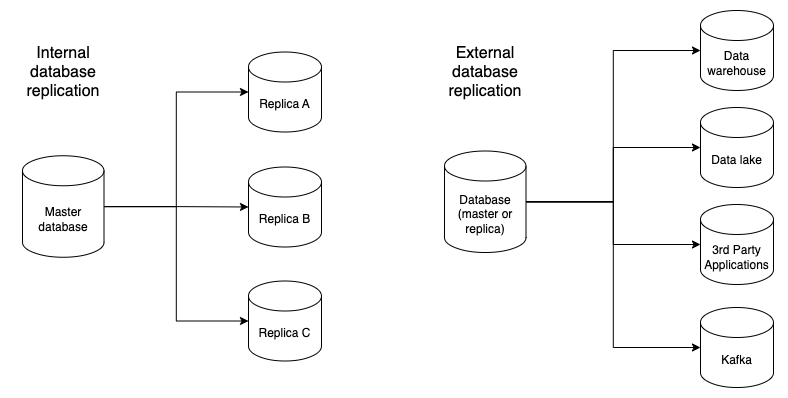 Internal
database
replication
Master
database
Replica A
Replica B
Replica C
External
database
replication
Database
(master or
replica)
Data
warehouse
Data lake
3rd Party
Applications
Kafka